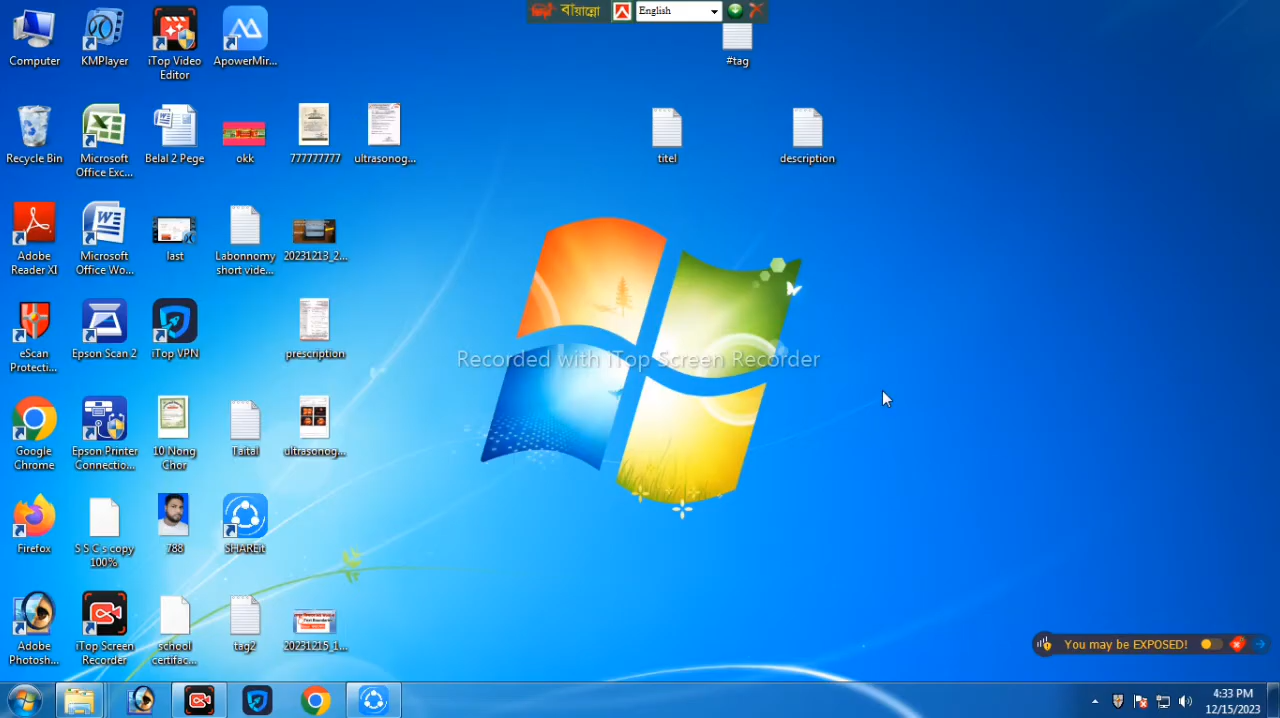 বায়ান্নো
English
#tag
Computer
KMPlayer
iTop Video
Editor
ApowerMir...
Recycle Bin
Microsoft
Office Exc...
Belal 2 Pege
okk
777777777
ultrasonog...
titel
description
Adobe
Reader XI
Microsoft
Office Wo...
last
Labonnomy
short vide...
20231213_2...
eScan
Protecti...
Epson Scan 2
iTop VPN
prescription
Recorded with iTop Screen Recorder
Google
Chrome
Epson Printer
Connectio...
10 Nong
Chor
Taital
ultrasonog...
Firefox
S S C s copy
100%
788
SHAREit
Adobe
Photosh...
iTop Screen
Recorder
school
certifac...
tag2
20231215_1...
You may be EXPOSED!
4:33 PM
12/15/2023